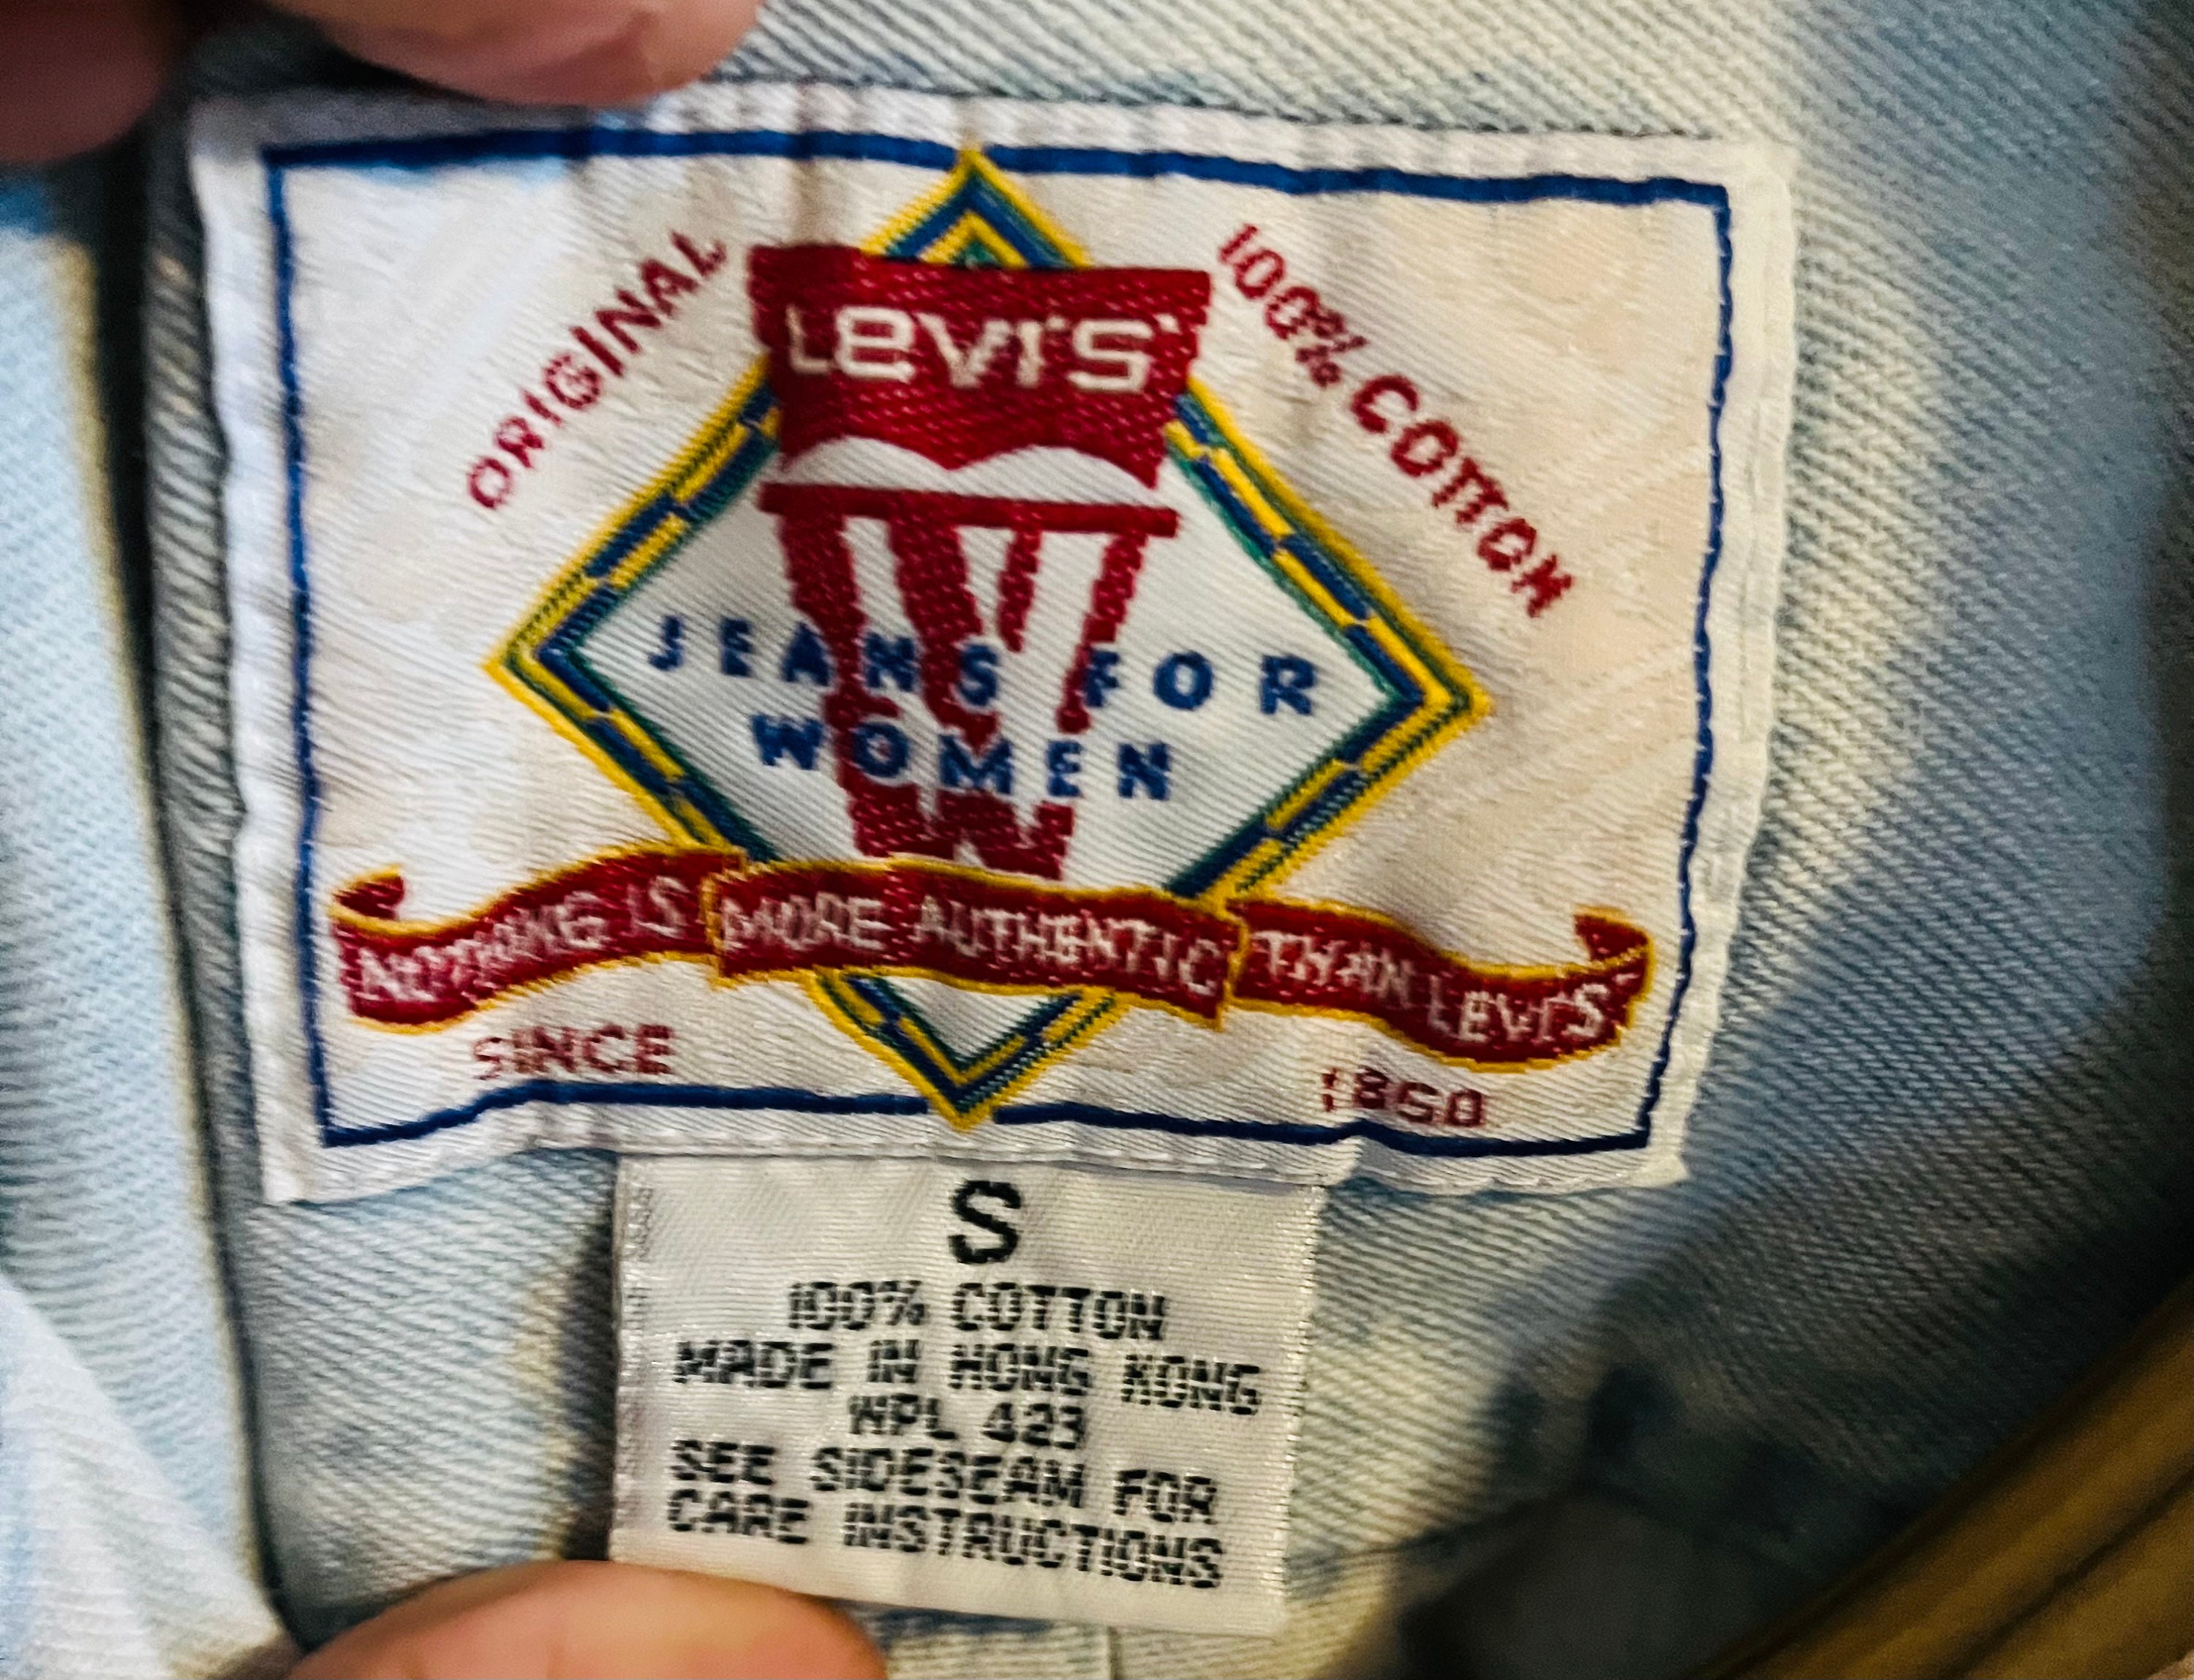 ORIGINAL
100% COTTON
Levi's
JEANS FOR
WOMEN
W
NOTHING IS MORE AUTHENTIC THAN LEVI'S
SINCE 1850
S
100% COTTON
MADE IN HONG KONG
WPL 423
SEE SIDESEAM FOR
CARE INSTRUCTIONS